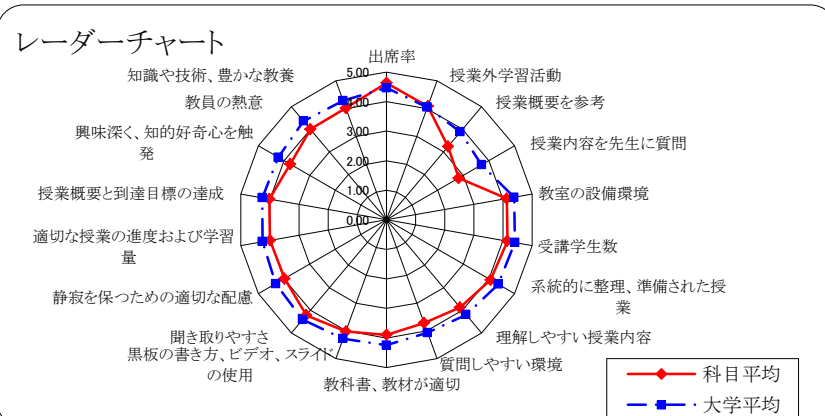 レーダーチャート
出席率
5.00
4.00
3.00
2.00
1.00
0.00
授業外学習活動
授業概要を参考
授業内容を先生に質問
教室の設備環境
受講学生数
系統的に整理、準備された授
業
理解しやすい授業内容
質問しやすい環境
教科書、教材が適切
黒板の書き方、ビデオ、スライド
の使用
聞き取りやすさ
静寂を保つための適切な配慮
適切な授業の進度および学習
量
授業概要と到達目標の達成
興味深く、知的好奇心を触
発
教員の熱意
知識や技術、豊かな教養
科目平均
大学平均